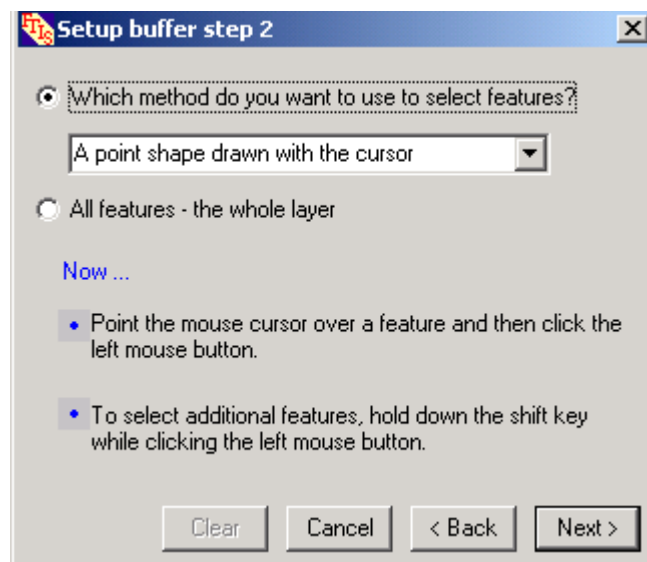 FTIS
Setup buffer step 2
Which method do you want to use to select features?
A point shape drawn with the cursor
All features - the whole layer
Now ...
• Point the mouse cursor over a feature and then click the
left mouse button.
• To select additional features, hold down the shift key
while clicking the left mouse button.
Clear Cancel < Back Next >